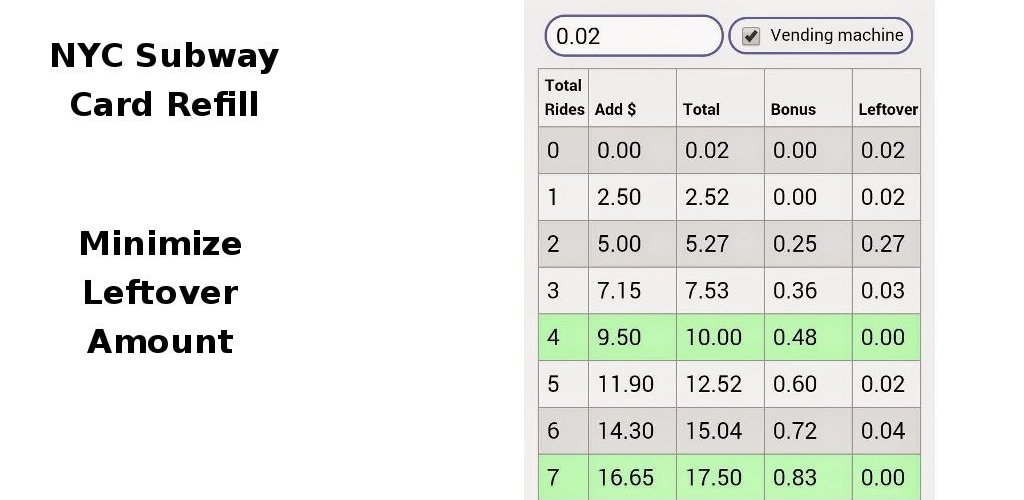 NYC Subway
Card Refill
Minimize
Leftover
Amount
0.02 Vending machine
Total Rides Add $ Total Bonus Leftover
0 0.00 0.02 0.00 0.02
1 2.50 2.52 0.00 0.02
2 5.00 5.27 0.25 0.27
3 7.15 7.53 0.36 0.03
4 9.50 10.00 0.48 0.00
5 11.90 12.52 0.60 0.02
6 14.30 15.04 0.72 0.04
7 16.65 17.50 0.83 0.00